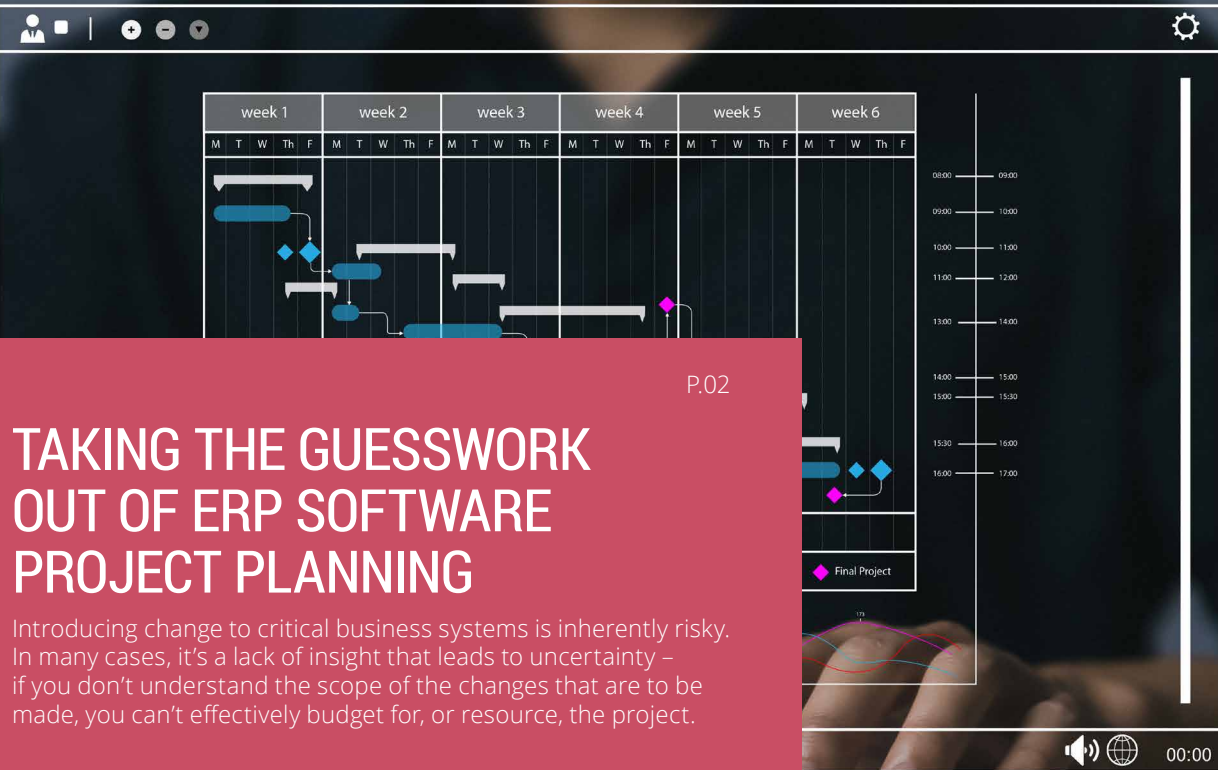 week 1 week 2 week 3 week 4 week 5 week 6
M T W Th F M T W Th F M T W Th F M T W Th F M T W Th F M T W Th F
08:00 09:00
09:00 10:00
10:00 11:00
11:00 12:00
13:00 14:00
14:00 15:00
15:00 15:30
15:30 16:00
16:00 17:00
P.02
TAKING THE GUESSWORK
OUT OF ERP SOFTWARE
PROJECT PLANNING
Introducing change to critical business systems is inherently risky.
In many cases, it’s a lack of insight that leads to uncertainty –
if you don’t understand the scope of the changes that are to be
made, you can’t effectively budget for, or resource, the project.
Final Project
173
00:00